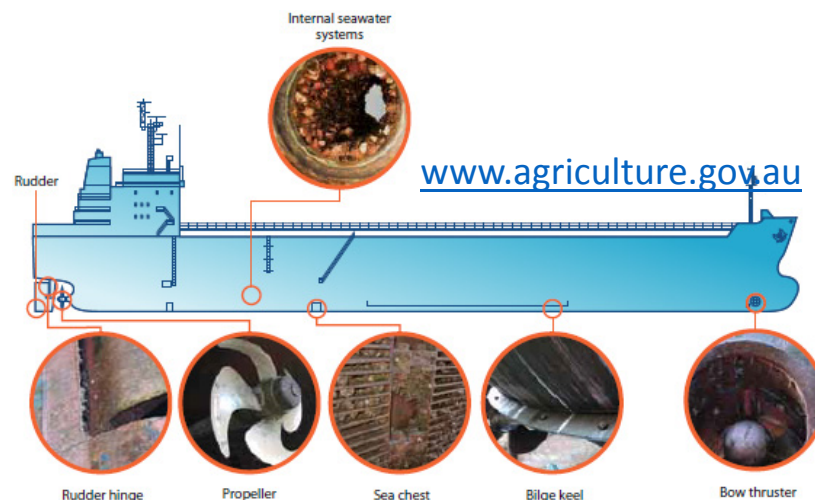 Internal seawater
systems
www.agriculture.gov.au
Rudder
Rudder hinge
Propeller
Sea chest
Bilge keel
Bow thruster